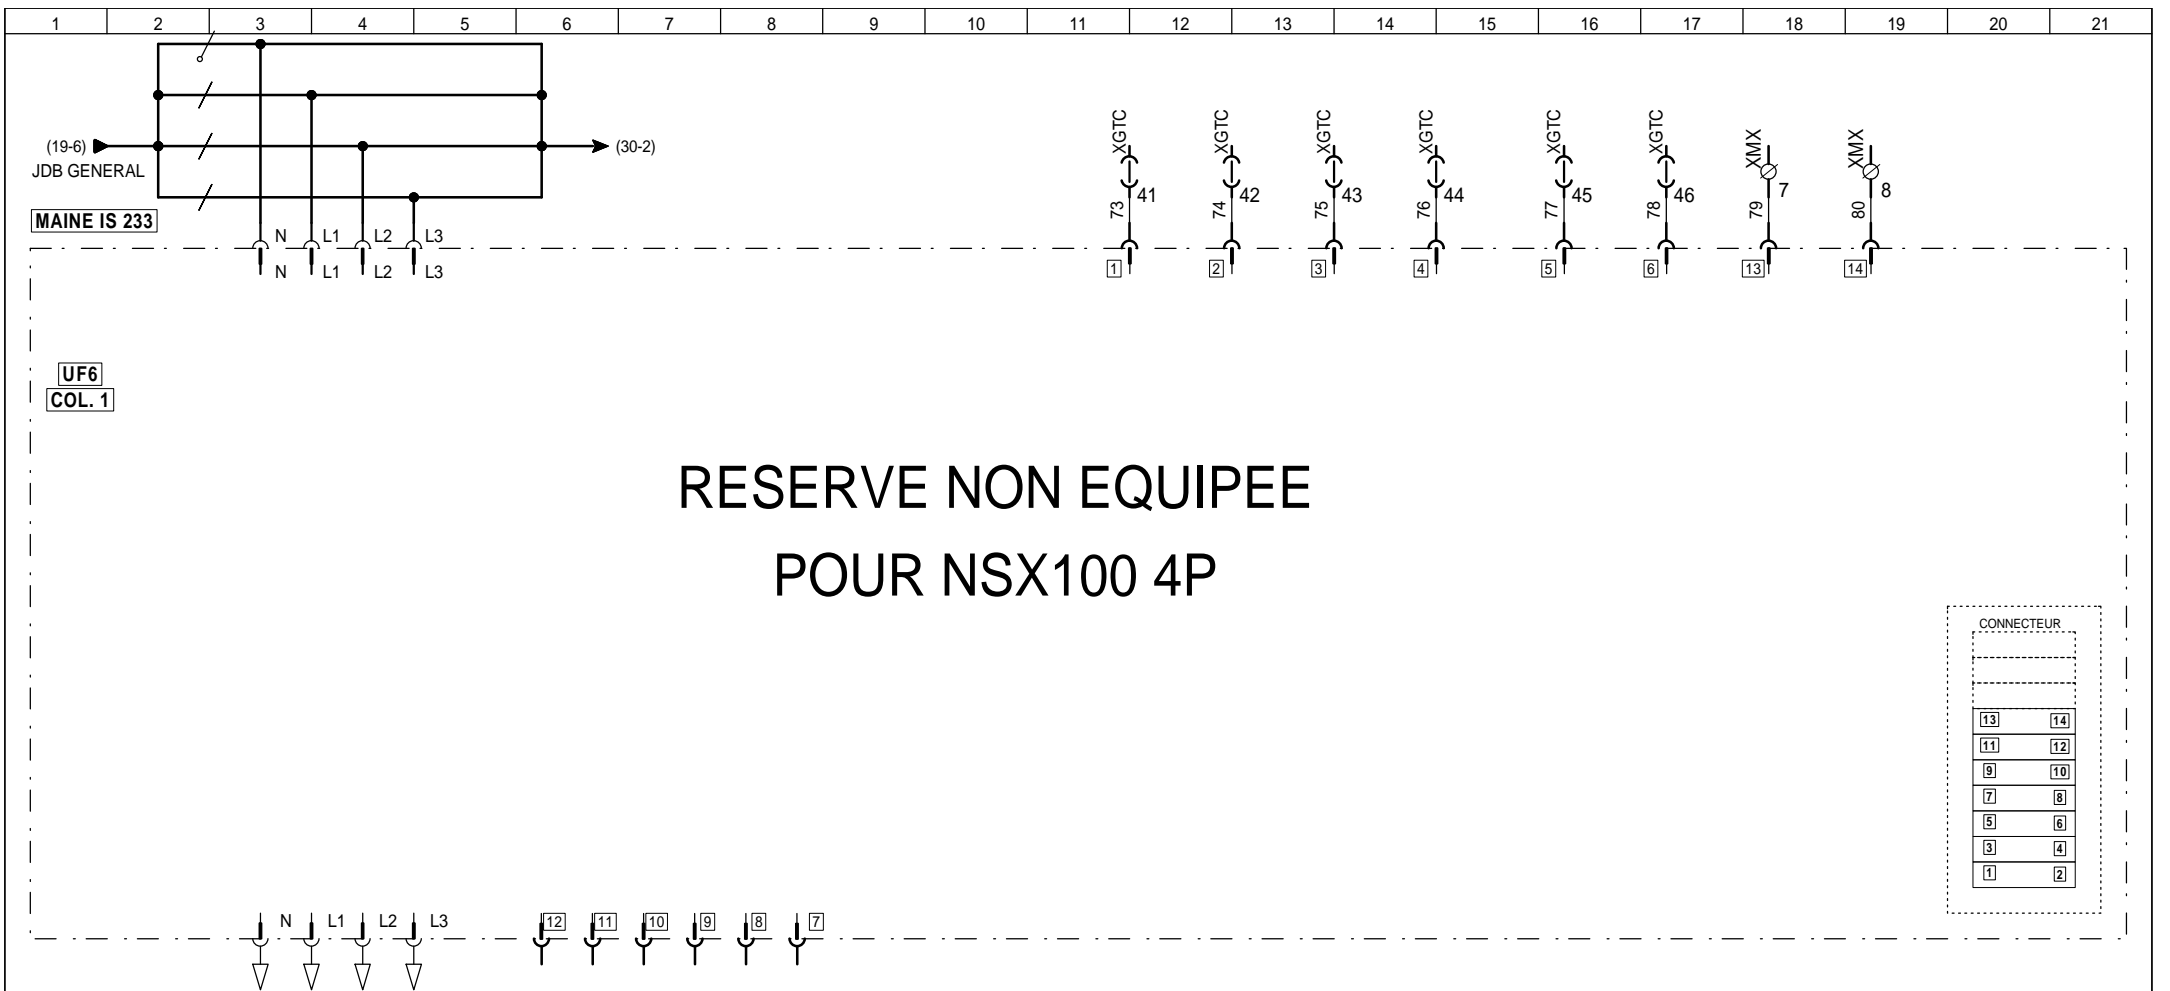 1 2 3 4 5 6 7 8 9 10 11 12 13 14 15 16 17 18 19 20 21
(19-6)
(30-2)
JDB GENERAL
MAINE IS 233
XGTC XGTC XGTC XGTC XGTC XGTC XMX XMX
41 42 43 44 45 46 7 8
73 74 75 76 77 78 79 80
N L1 L2 L3
N L1 L2 L3
1 2 3 4 5 6 13 14
UF6
COL. 1
RESERVE NON EQUIPEE
POUR NSX100 4P
CONNECTEUR
13 14
11 12
9 10
7 8
5 6
3 4
1 2
N L1 L2 L3 12 11 10 9 8 7